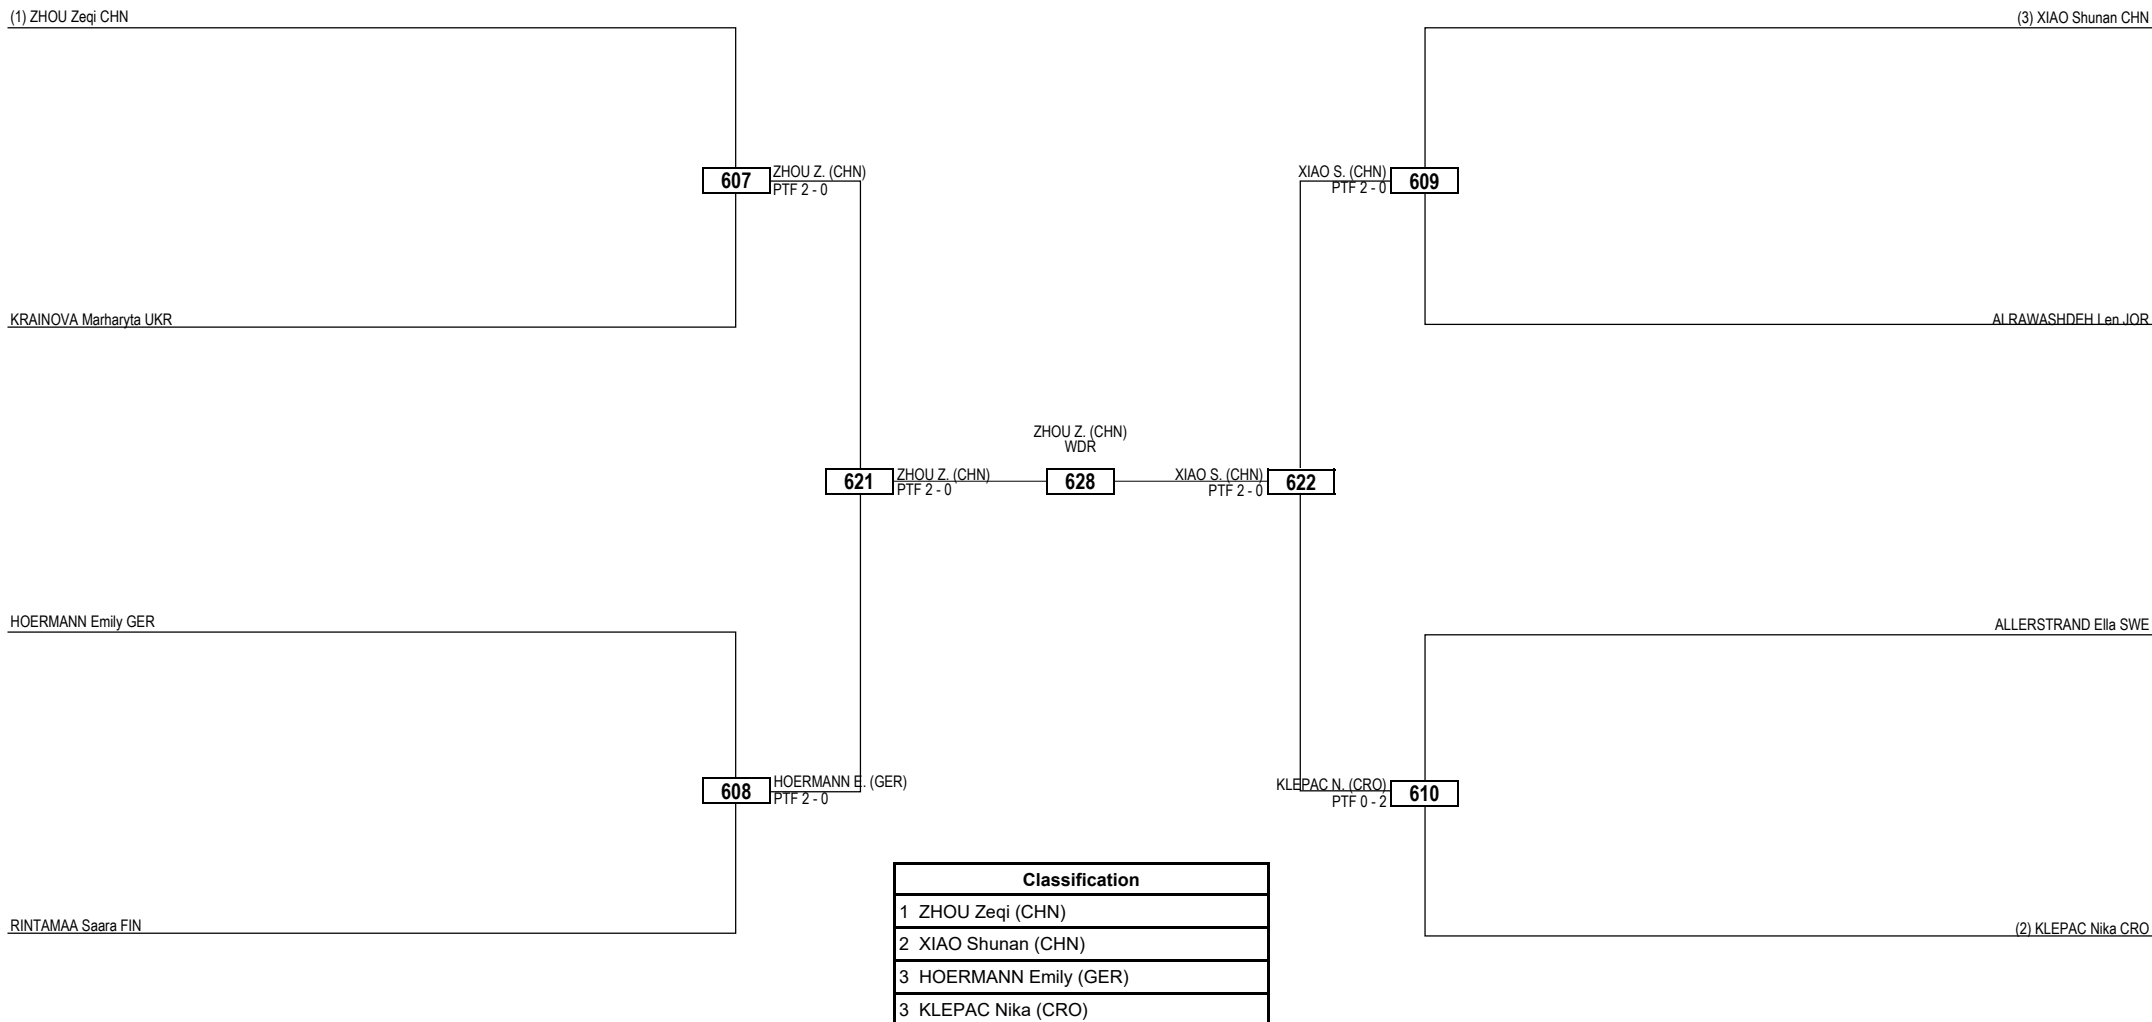 (1) ZHOU Zeqi CHN
(3) XIAO Shunan CHN
607
ZHOU Z. (CHN)
PTF 2 - 0
XIAO S. (CHN)
PTF 2 - 0
609
KRAINOVA Marharyta UKR
ALRAWASHDEH Len JOR
ZHOU Z. (CHN)
WDR
621
ZHOU Z. (CHN)
PTF 2 - 0
628
XIAO S. (CHN)
PTF 2 - 0
622
HOERMANN Emily GER
ALLERSTRAND Ella SWE
608
HOERMANN E. (GER)
PTF 2 - 0
KLEPAC N. (CRO)
PTF 0 - 2
610
RINTAMAA Saara FIN
(2) KLEPAC Nika CRO
Classification
1 ZHOU Zeqi (CHN)
2 XIAO Shunan (CHN)
3 HOERMANN Emily (GER)
3 KLEPAC Nika (CRO)